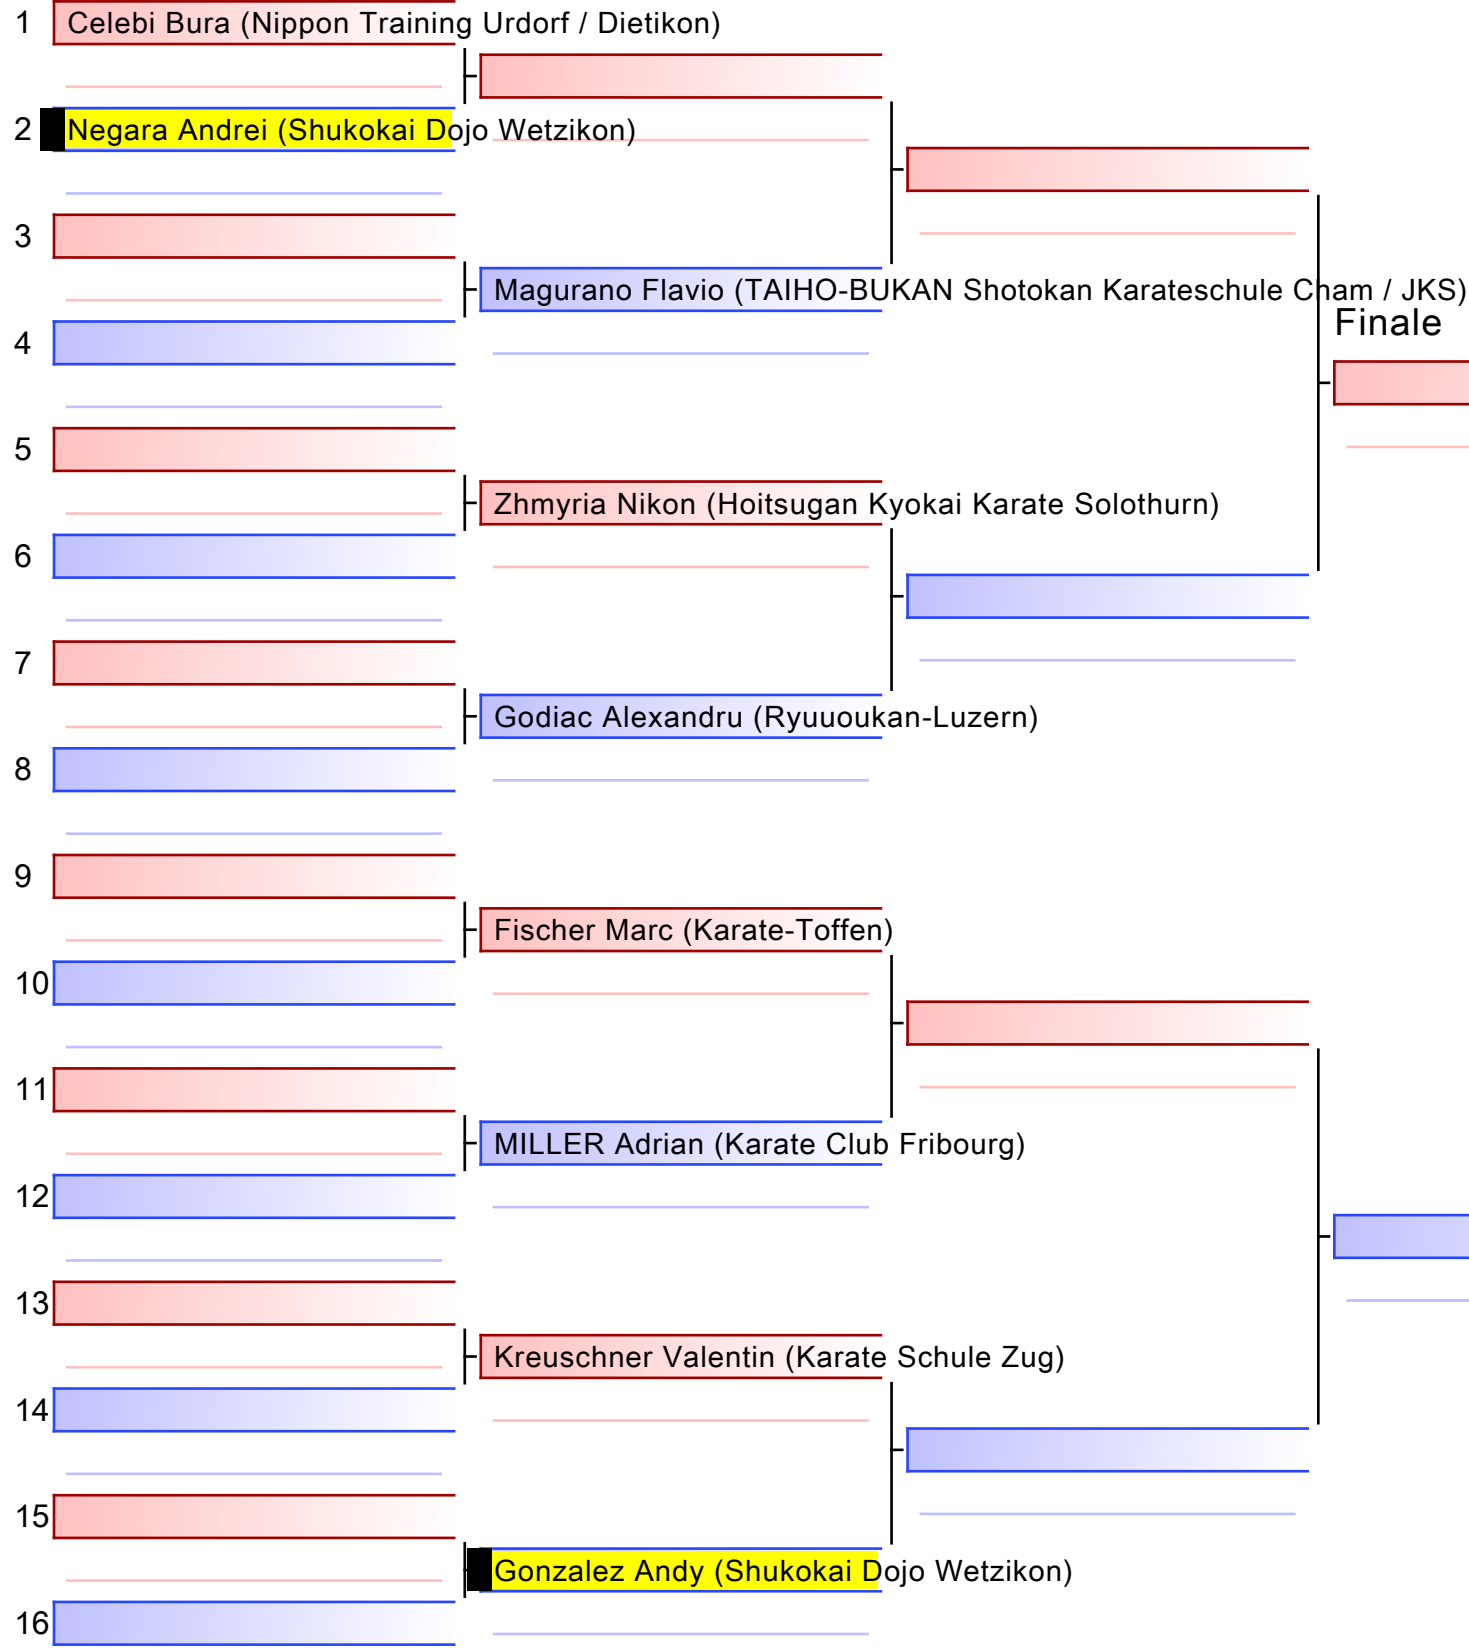 1 Celebi Bura (Nippon Training Urdorf / Dietikon)
2 Negara Andrei (Shukokai Dojo Wetzikon)
3
Magurano Flavio (TAIHO-BUKAN Shotokan Karateschule Cham / JKS)
Finale
4
5
Zhmyria Nikon (Hoitsugan Kyokai Karate Solothurn)
6
7
Godiac Alexandru (Ryuuoukan-Luzern)
8
9
Fischer Marc (Karate-Toffen)
10
11
MILLER Adrian (Karate Club Fribourg)
12
13
Kreuschner Valentin (Karate Schule Zug)
14
15
Gonzalez Andy (Shukokai Dojo Wetzikon)
16